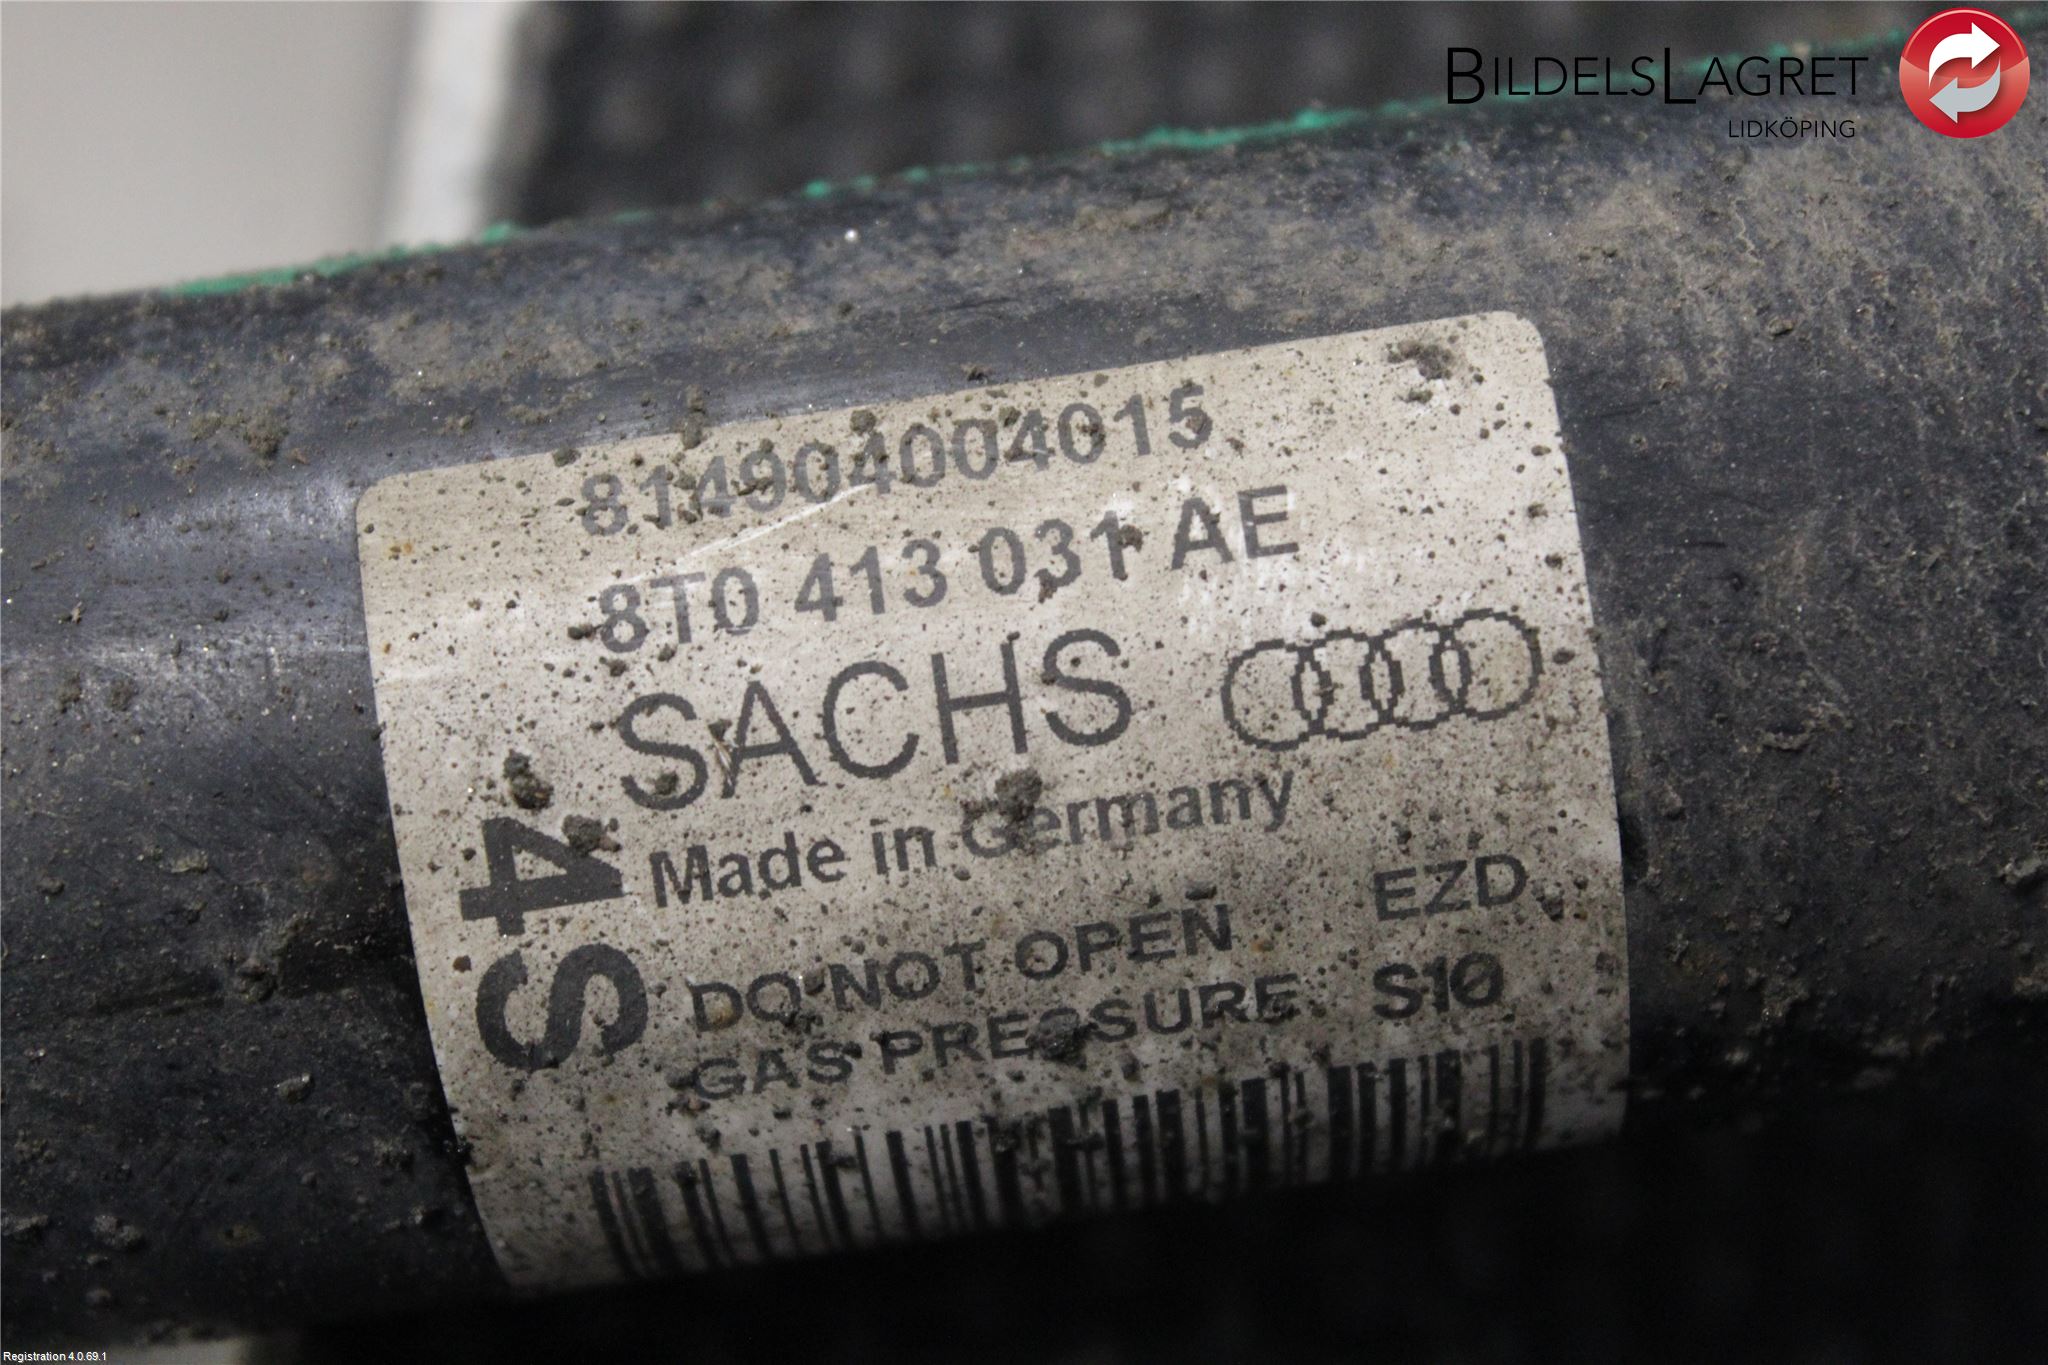 BILDELSLAGRET
LIDKÖPING
814904004015
8T0 413 031 AE
SACHS
Made in Germany
S4
DO NOT OPEN EZD
GAS PRESSURE S10
Registration 4.0.69.1